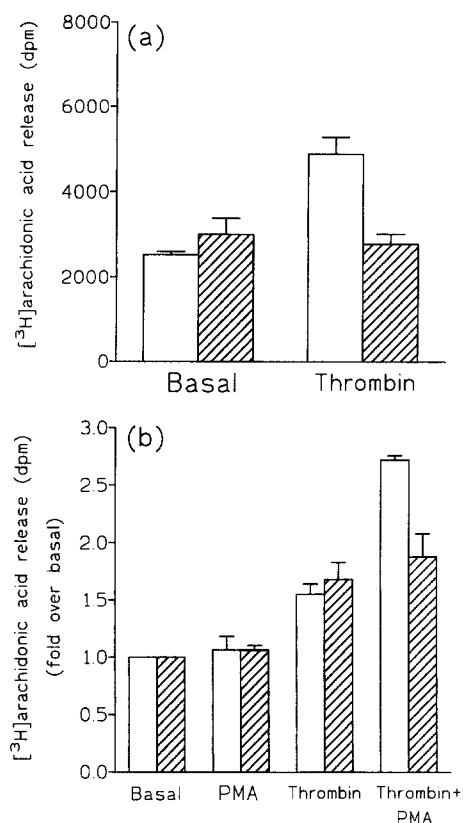 (a)
[³H]arachidonic acid release (dpm)
8000
6000
4000
2000
0
Basal Thrombin
(b)
[³H]arachidonic acid release (dpm)
(fold over basal)
3.0
2.5
2.0
1.5
1.0
0.5
0.0
Basal PMA Thrombin Thrombin+
PMA